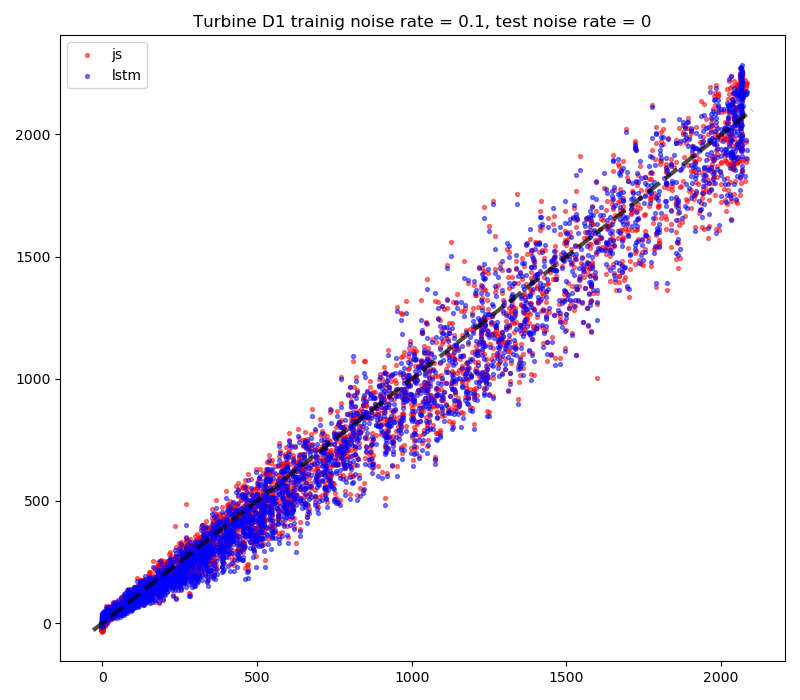 Turbine D1 trainig noise rate = 0.1, test noise rate = 0
js
lstm
2000
1500
1000
500
0
0 500 1000 1500 2000